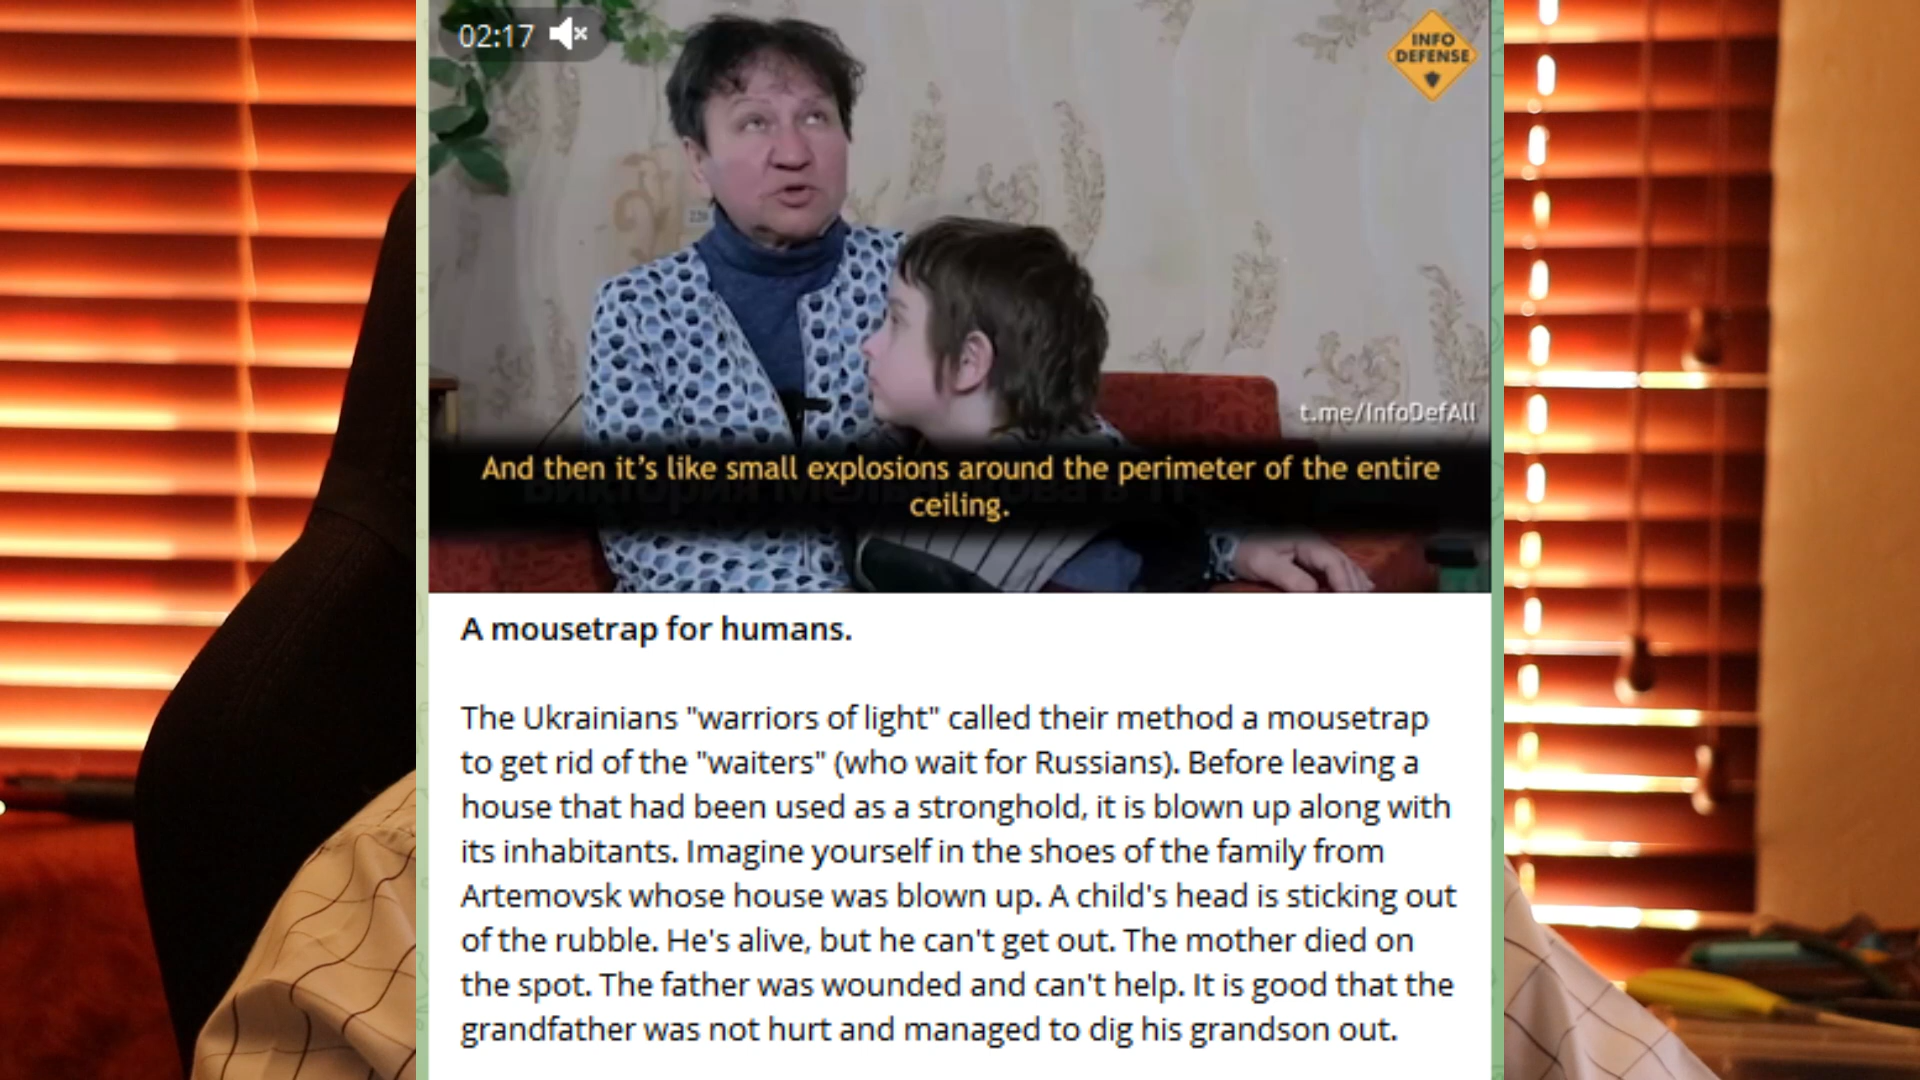 02:17
INFO
DEFENSE
t.me/InfoDefAll
And then it's like small explosions around the perimeter of the entire
ceiling.
A mousetrap for humans.
The Ukrainians "warriors of light" called their method a mousetrap
to get rid of the "waiters" (who wait for Russians). Before leaving a
house that had been used as a stronghold, it is blown up along with
its inhabitants. Imagine yourself in the shoes of the family from
Artemovsk whose house was blown up. A child's head is sticking out
of the rubble. He's alive, but he can't get out. The mother died on
the spot. The father was wounded and can't help. It is good that the
grandfather was not hurt and managed to dig his grandson out.